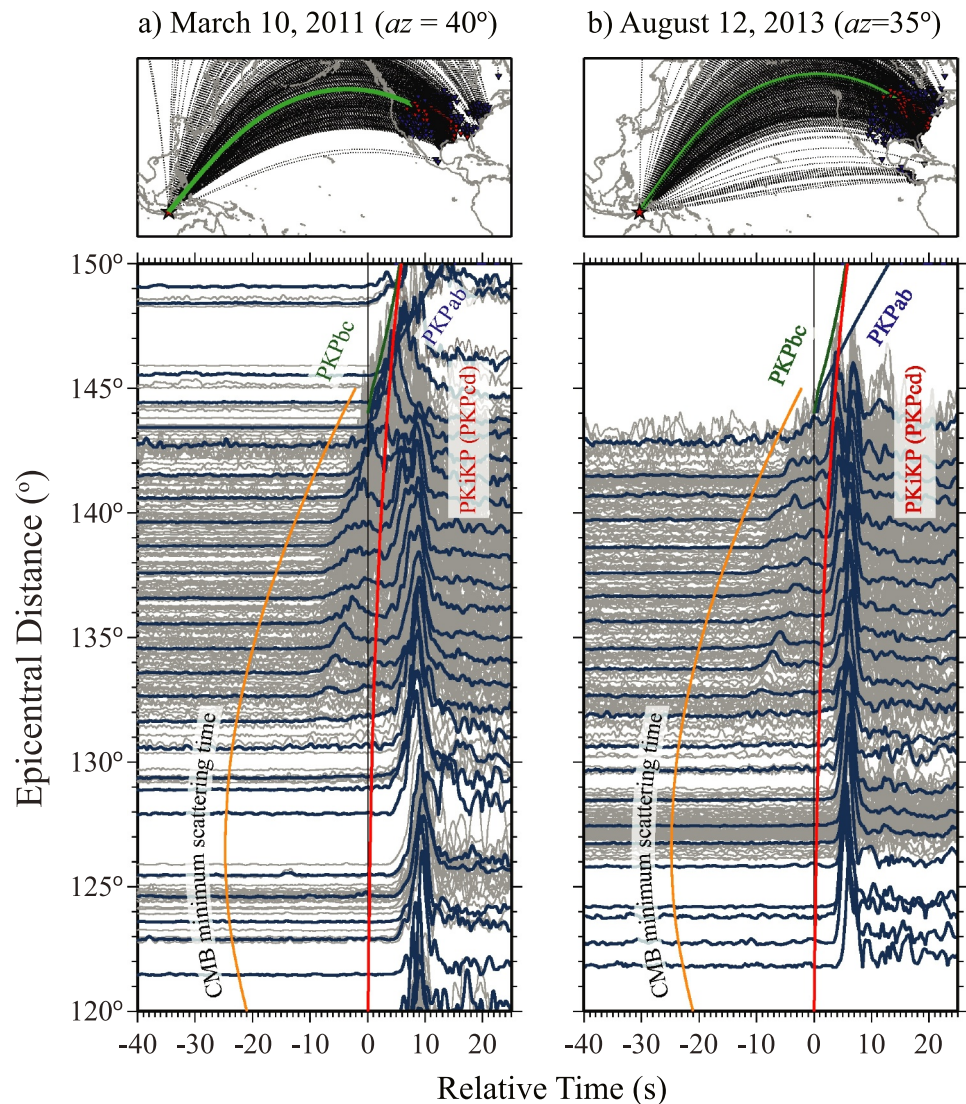 a) March 10, 2011 (az = 40°)
b) August 12, 2013 (az=35°)
Epicentral Distance (°)
150°
145°
140°
135°
130°
125°
120°
PKPbc
PKPab
PKiKP (PKPcd)
CMB minimum scattering time
PKPbc
PKPab
PKiKP (PKPcd)
CMB minimum scattering time
-40 -30 -20 -10 0 10 20
-40 -30 -20 -10 0 10 20
Relative Time (s)